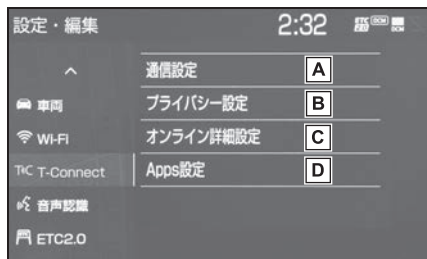 設定・編集
2:32
ETC DCM
車両
Wi-Fi
T-Connect
音声認識
ETC2.0
通信設定 A
プライバシー設定 B
オンライン詳細設定 C
Apps設定 D